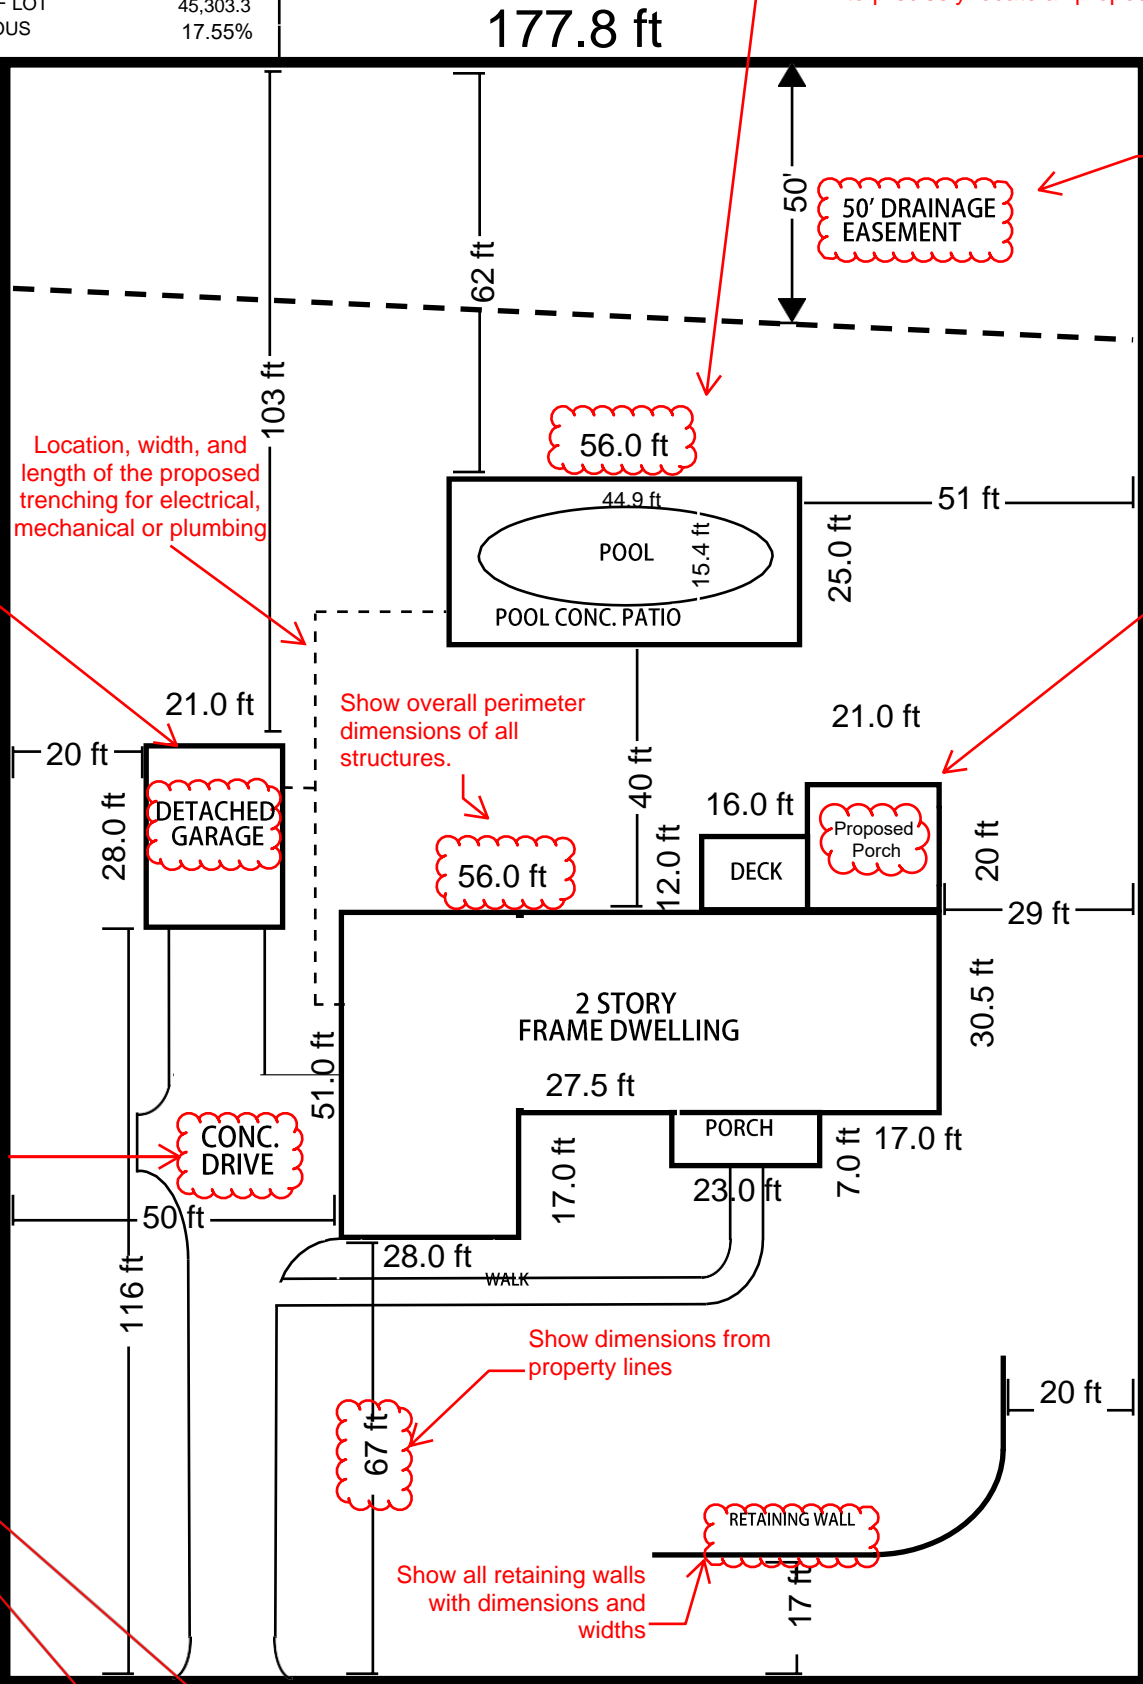 LOT
45,303.3
17.55%
177.8 ft
50'
50' DRAINAGE
EASEMENT
62 ft
103 ft
Location, width, and
length of the proposed
trenching for electrical,
mechanical or plumbing
56.0 ft
51 ft
44.9 ft
POOL
15.4 ft
25.0 ft
POOL CONC. PATIO
21.0 ft
Show overall perimeter
dimensions of all
structures.
21.0 ft
20 ft
40 ft
28.0 ft
DETACHED
GARAGE
16.0 ft
Proposed
Porch
12.0 ft
DECK
20 ft
56.0 ft
29 ft
2 STORY
FRAME DWELLING
30.5 ft
51.0 ft
27.5 ft
CONC.
DRIVE
PORCH
17.0 ft
17.0 ft
7.0 ft
23.0 ft
50 ft
28.0 ft
WALK
116 ft
Show dimensions from
property lines
20 ft
67 ft
RETAINING WALL
Show all retaining walls
with dimensions and
widths
17 ft